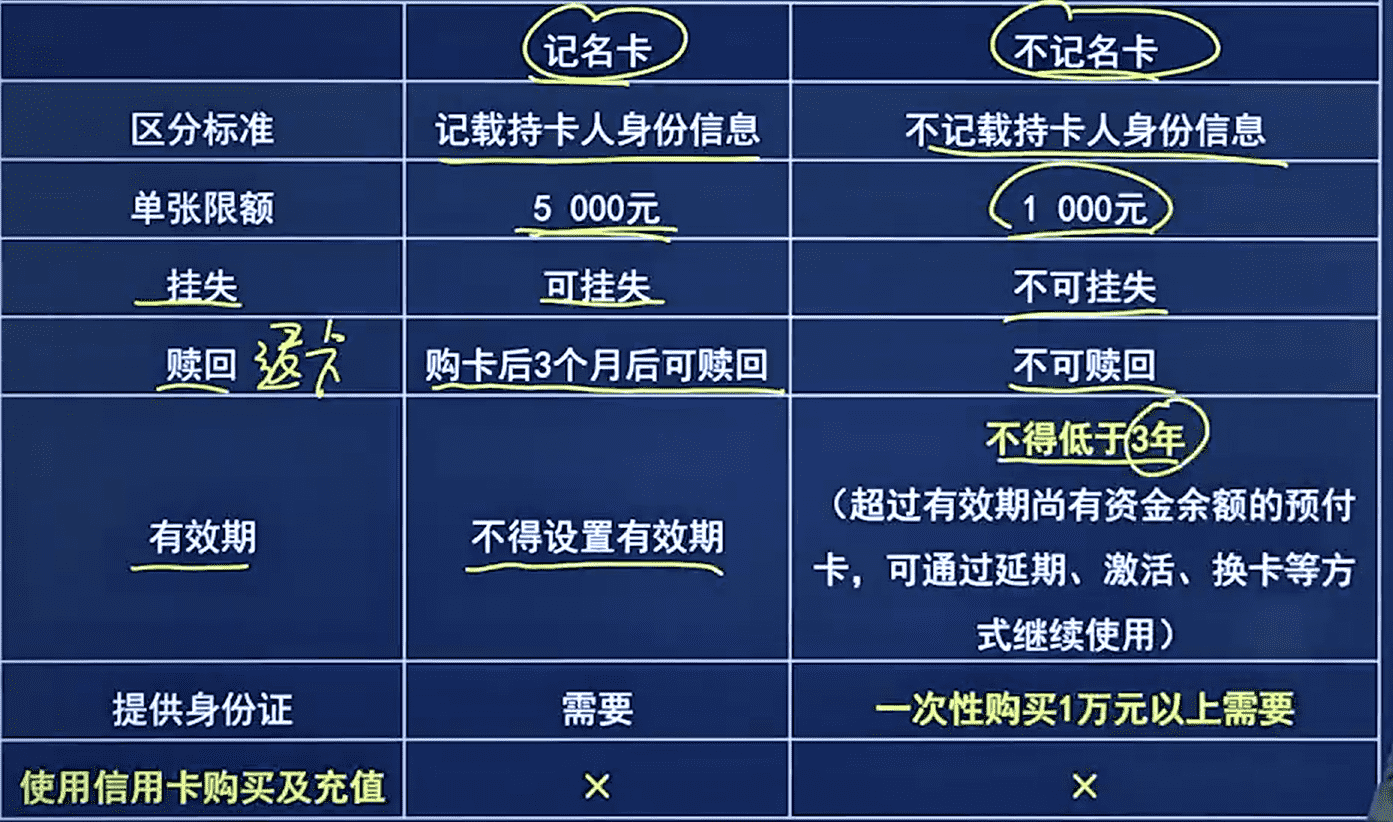 记名卡 不记名卡
区分标准 记载持卡人身份信息 不记载持卡人身份信息
单张限额 5 000元 1 000元
挂失 可挂失 不可挂失
赎回 退卡 购卡后3个月后可赎回 不可赎回
不得低于3年
（超过有效期尚有资金余额的预付
有效期 不得设置有效期
卡，可通过延期、激活、换卡等方
式继续使用）
提供身份证 需要 一次性购买1万元以上需要
使用信用卡购买及充值 × ×